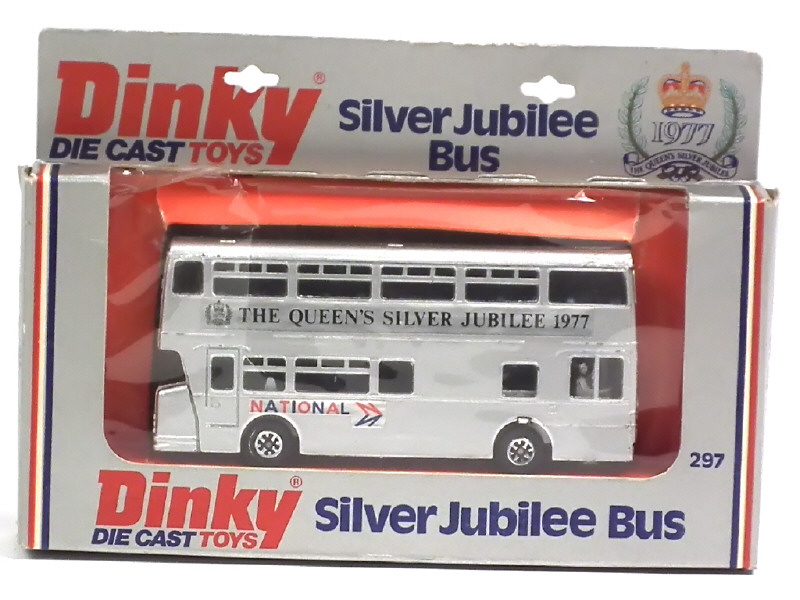 Dinky®
DIE CAST TOYS
Silver Jubilee
Bus
1977
THE QUEEN'S SILVER JUBILEE
THE QUEEN'S SILVER JUBILEE 1977
NATIONAL
297
Dinky®
DIE CAST TOYS
Silver Jubilee Bus